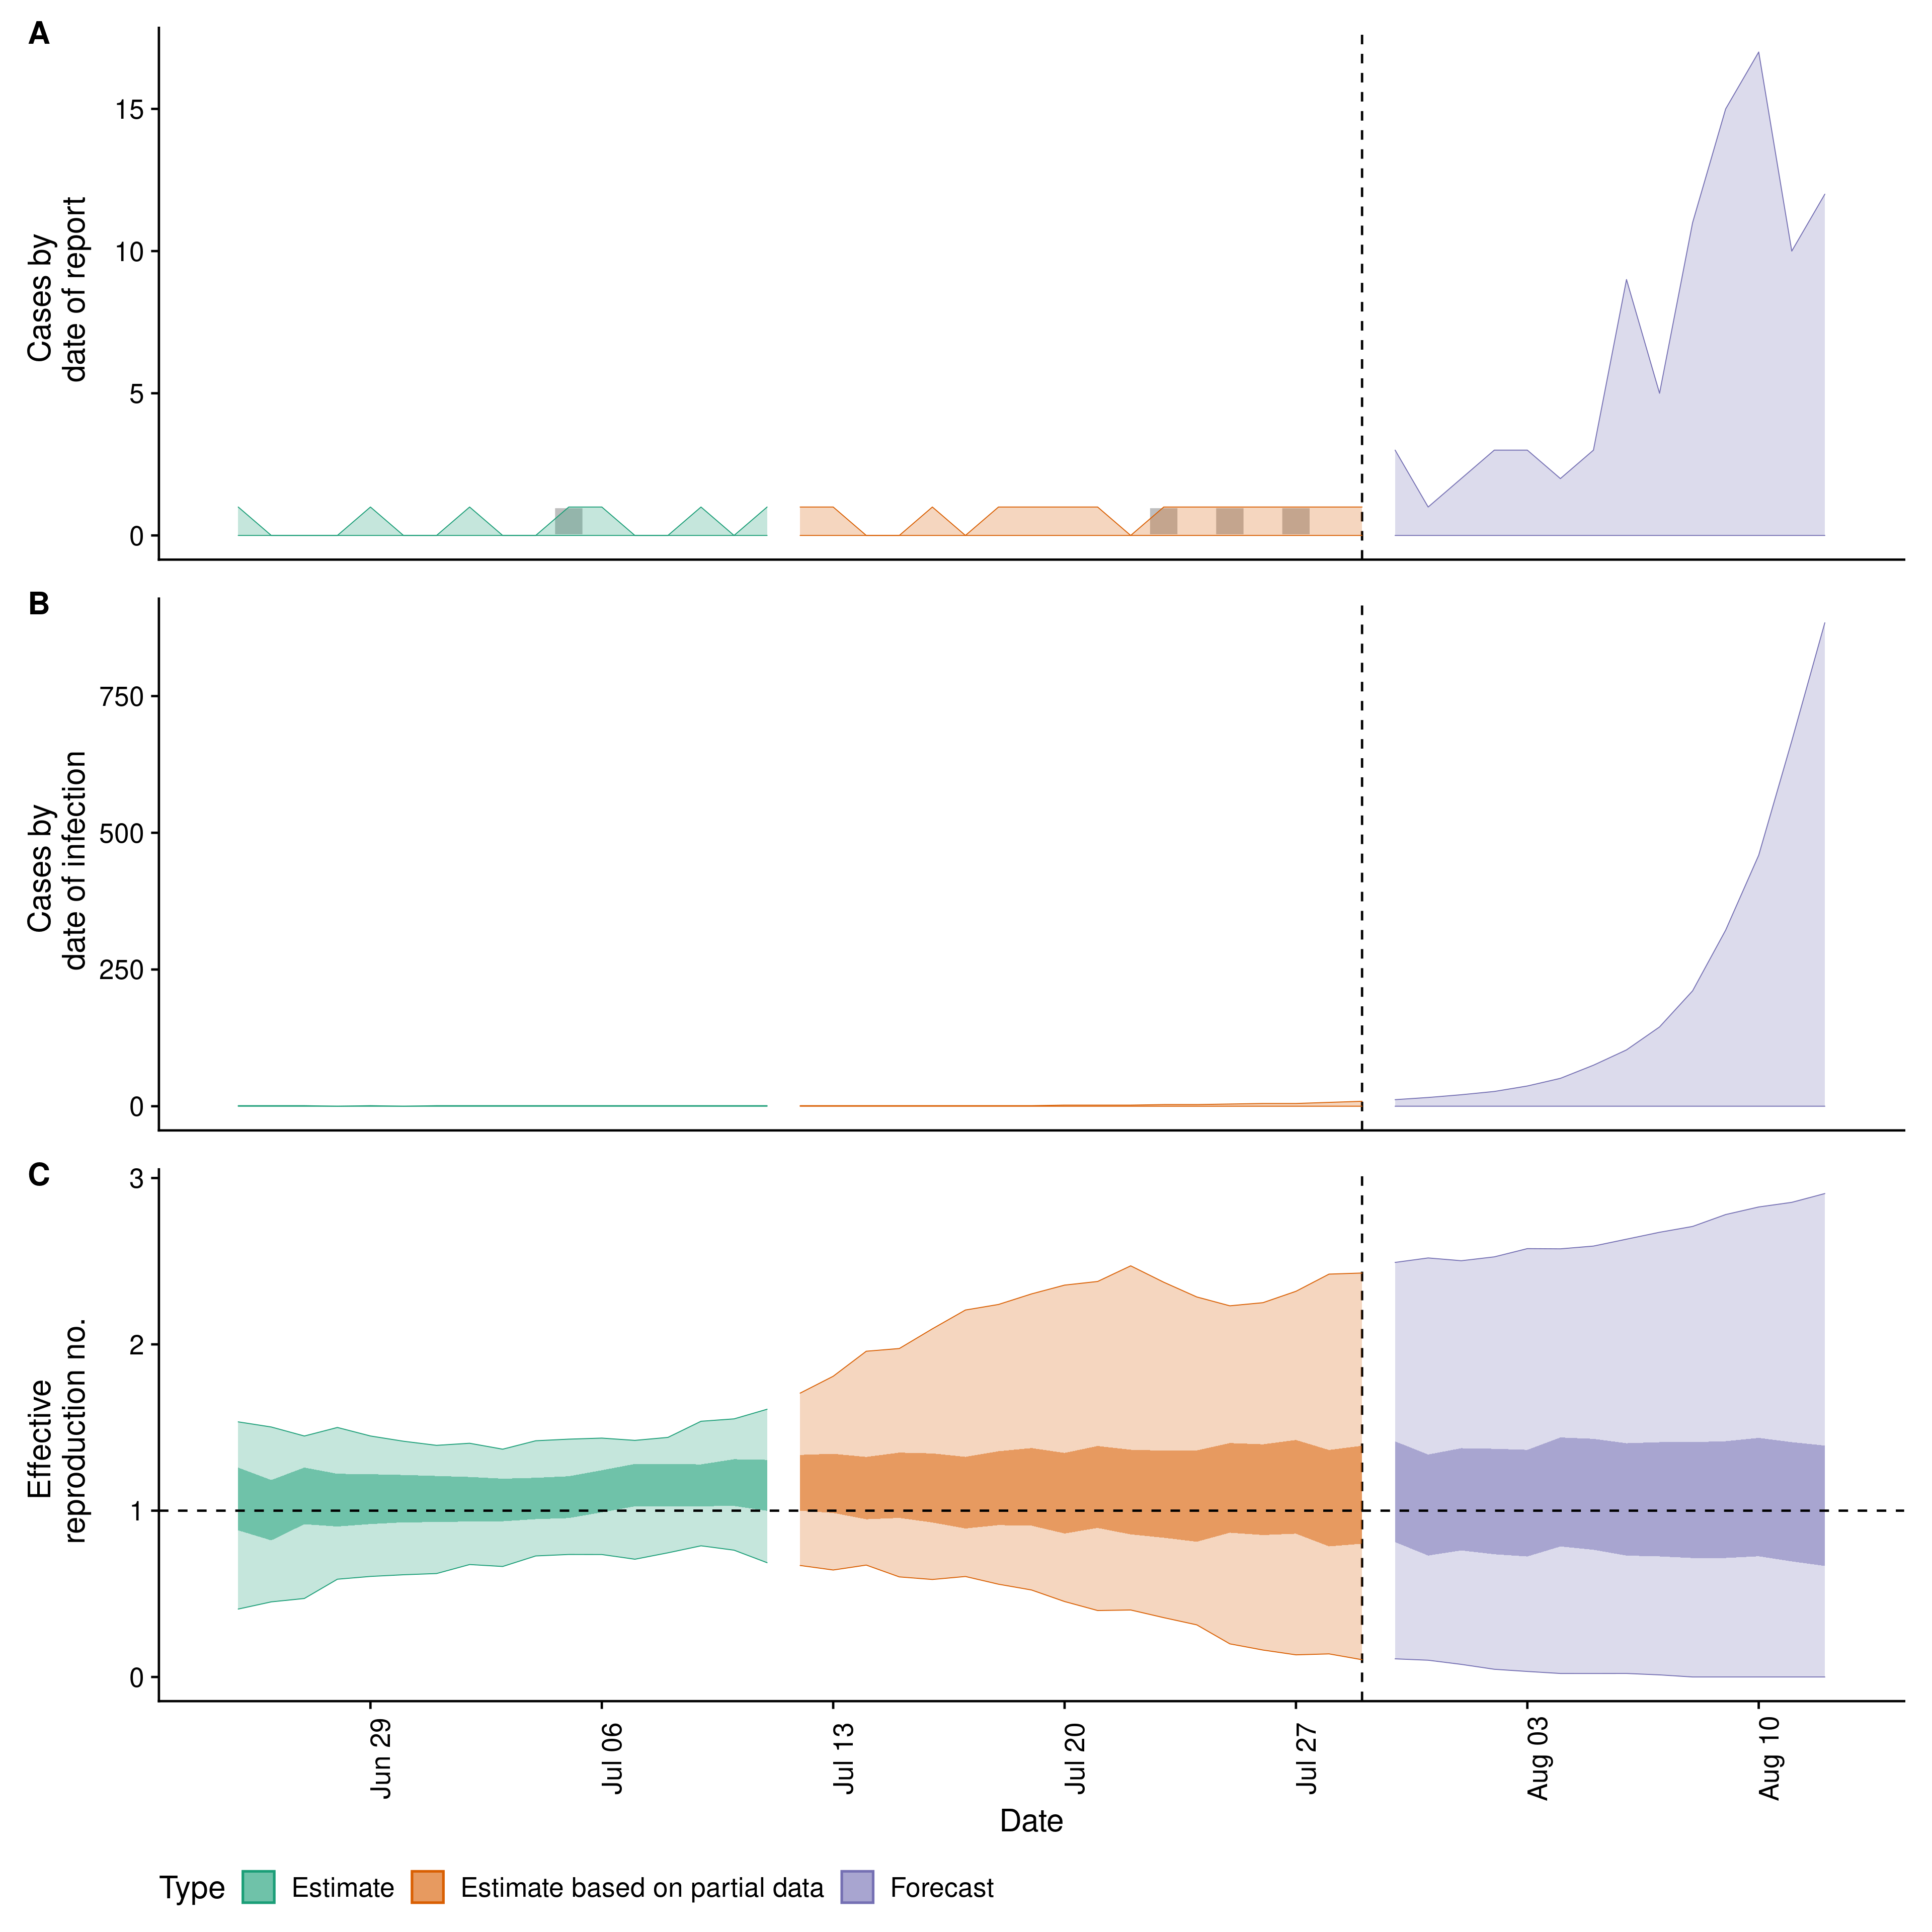 A
Cases by
date of report
15
10
5
0
B
Cases by
date of infection
750
500
250
0
C
Effective
reproduction no.
3
2
1
0
Jun 29
Jul 06
Jul 13
Jul 20
Jul 27
Aug 03
Aug 10
Date
Type Estimate Estimate based on partial data Forecast